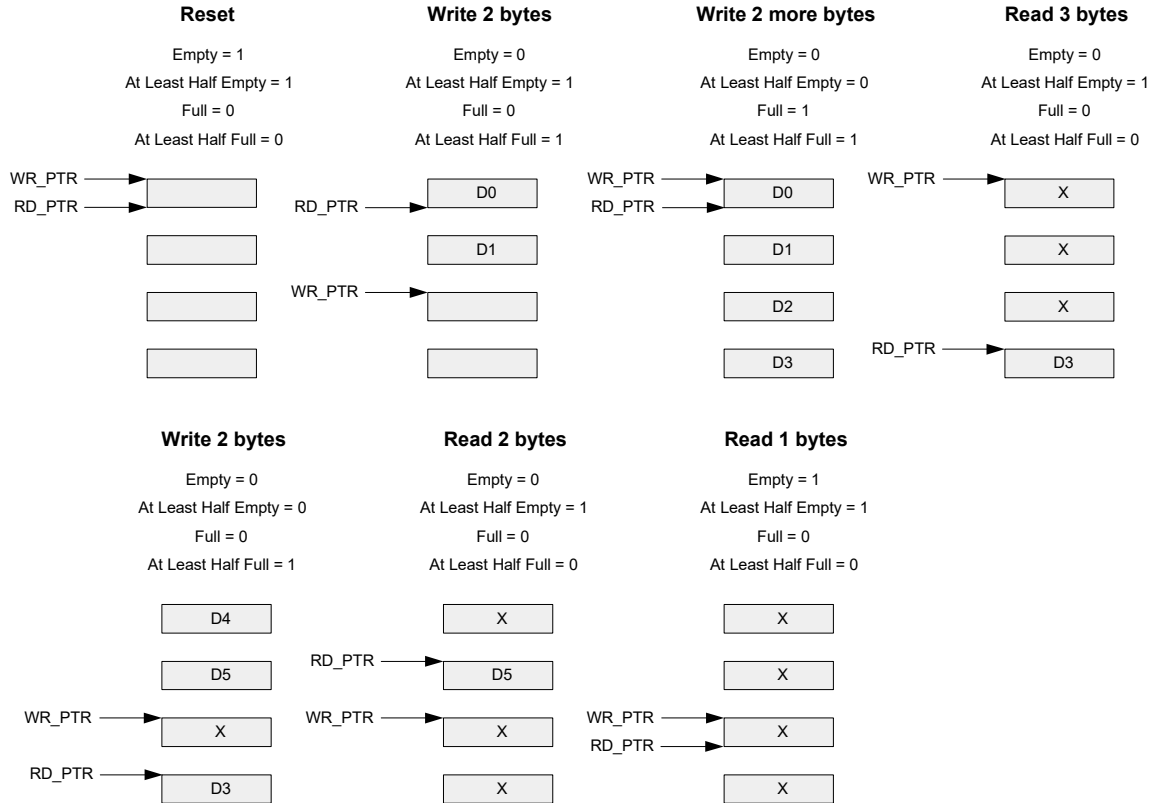 Reset
Empty = 1
At Least Half Empty = 1
Full = 0
At Least Half Full = 0
WR_PTR
RD_PTR
Write 2 bytes
Empty = 0
At Least Half Empty = 1
Full = 0
At Least Half Full = 1
D0
RD_PTR
D1
WR_PTR
Write 2 more bytes
Empty = 0
At Least Half Empty = 0
Full = 1
At Least Half Full = 1
WR_PTR
D0
RD_PTR
D1
D2
D3
Read 3 bytes
Empty = 0
At Least Half Empty = 1
Full = 0
At Least Half Full = 0
WR_PTR
X
X
X
RD_PTR
D3
Write 2 bytes
Empty = 0
At Least Half Empty = 0
Full = 0
At Least Half Full = 1
D4
D5
WR_PTR
X
RD_PTR
D3
Read 2 bytes
Empty = 0
At Least Half Empty = 1
Full = 0
At Least Half Full = 0
X
RD_PTR
D5
WR_PTR
X
X
Read 1 bytes
Empty = 1
At Least Half Empty = 1
Full = 0
At Least Half Full = 0
X
X
WR_PTR
X
RD_PTR
X